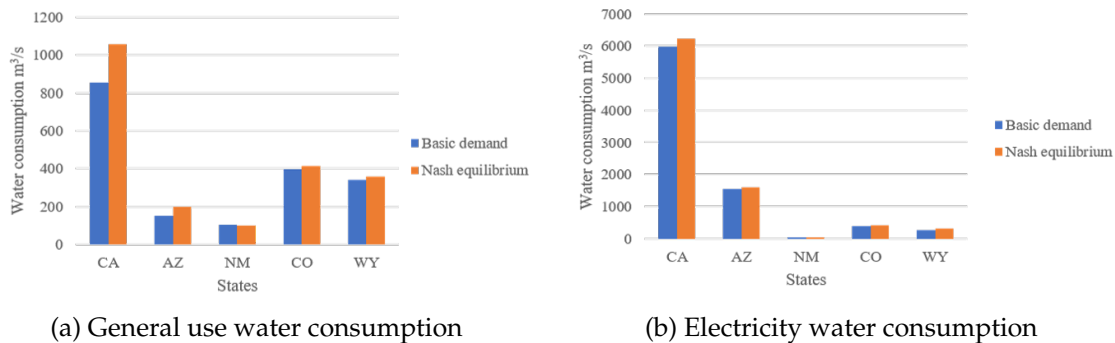 1200
1000
800
600
400
200
0
Water consumption m³/s
CA AZ NM CO WY
States
Basic demand
Nash equilibrium
(a) General use water consumption
7000
6000
5000
4000
3000
2000
1000
0
Water consumption m³/s
CA AZ NM CO WY
States
Basic demand
Nash equilibrium
(b) Electricity water consumption